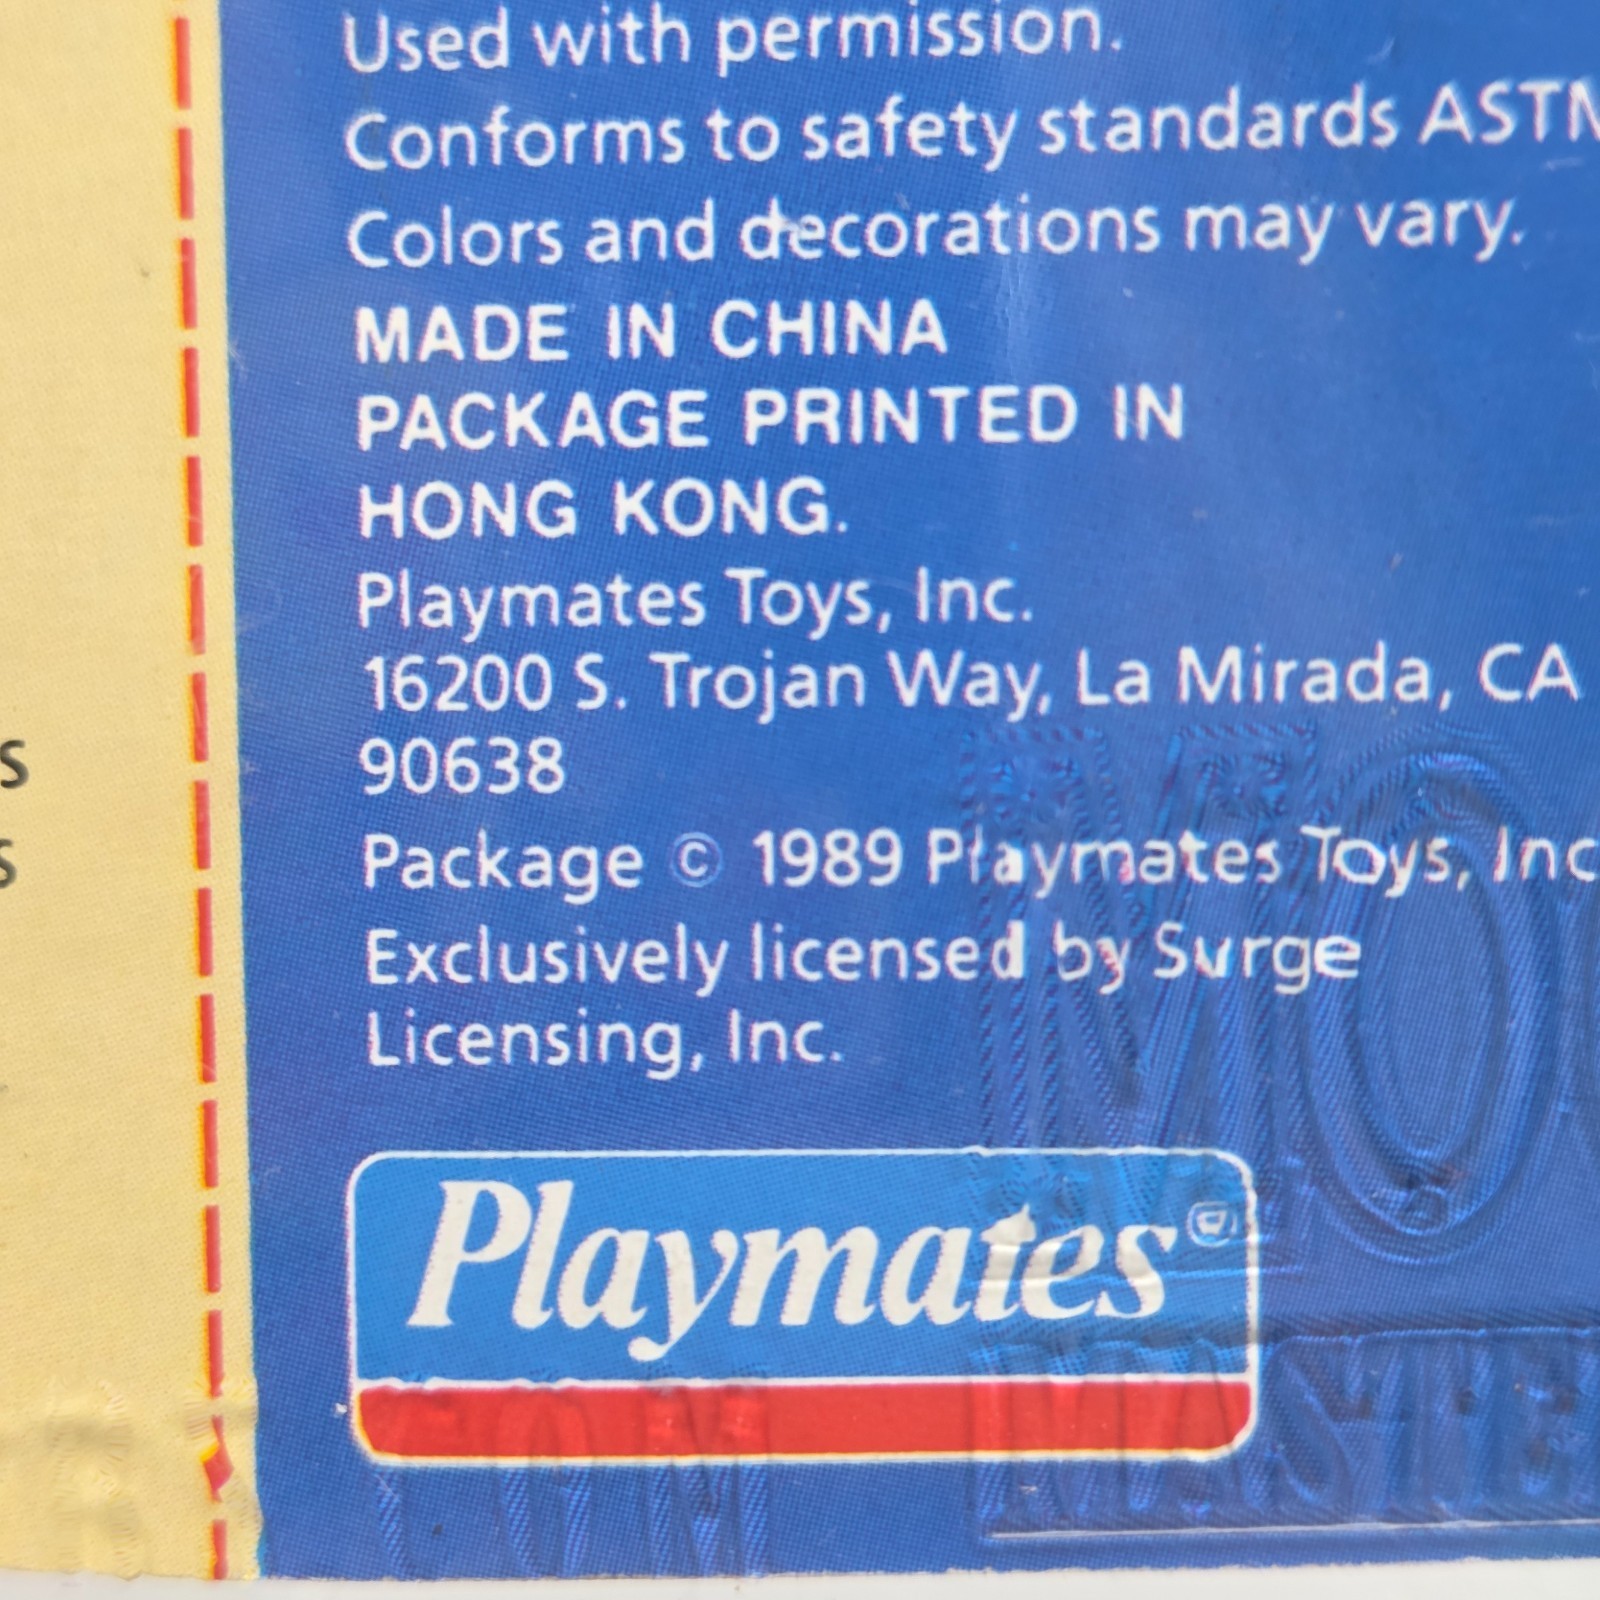 Used with permission.
Conforms to safety standards ASTM
Colors and decorations may vary.
MADE IN CHINA
PACKAGE PRINTED IN
HONG KONG.
Playmates Toys, Inc.
16200 S. Trojan Way, La Mirada, CA
90638
Package © 1989 Playmates Toys, Inc
Exclusively licensed by Surge
Licensing, Inc.
Playmates®
s
s